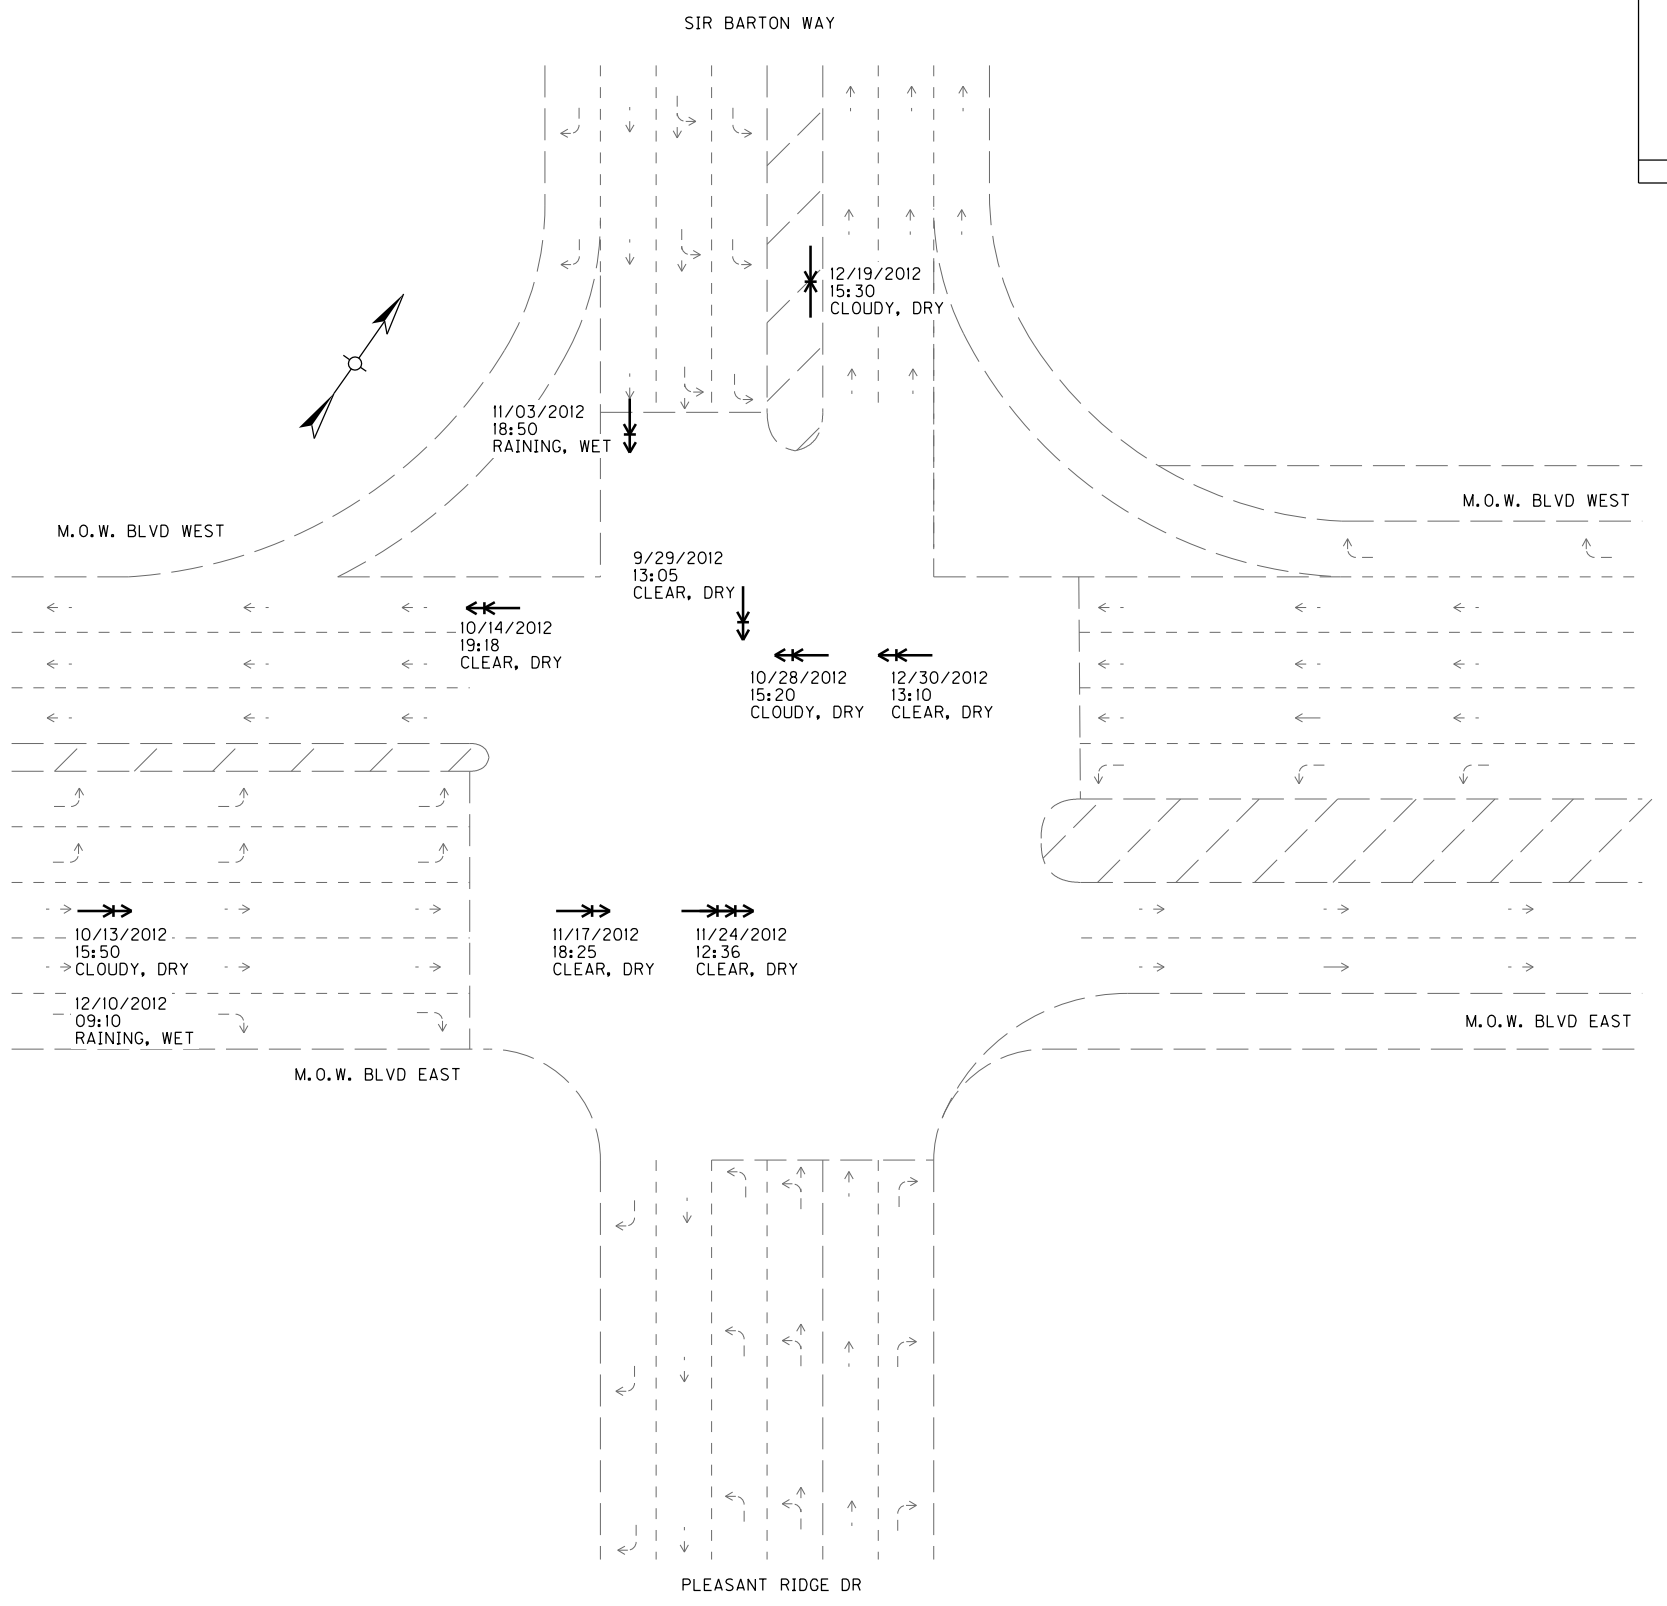 SIR BARTON WAY
12/19/2012
15:30
CLOUDY, DRY
11/03/2012
18:50
RAINING, WET
M.O.W. BLVD WEST
M.O.W. BLVD WEST
9/29/2012
13:05
CLEAR, DRY
10/14/2012
19:18
CLEAR, DRY
10/28/2012
15:20
CLOUDY, DRY
12/30/2012
13:10
CLEAR, DRY
10/13/2012
15:50
CLOUDY, DRY
11/17/2012
18:25
CLEAR, DRY
11/24/2012
12:36
CLEAR, DRY
12/10/2012
09:10
RAINING, WET
M.O.W. BLVD EAST
M.O.W. BLVD EAST
PLEASANT RIDGE DR